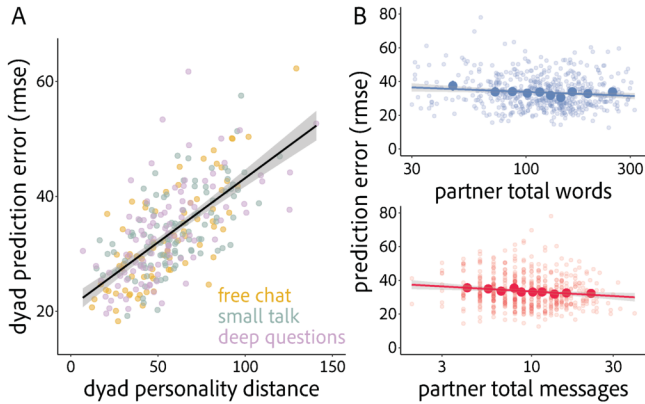 A
dyad prediction error (rmse)
60
40
20
free chat
small talk
deep questions
0
50
100
150
dyad personality distance
B
prediction error (rmse)
80
60
40
20
0
30
100
300
partner total words
80
60
40
20
0
3
10
30
partner total messages